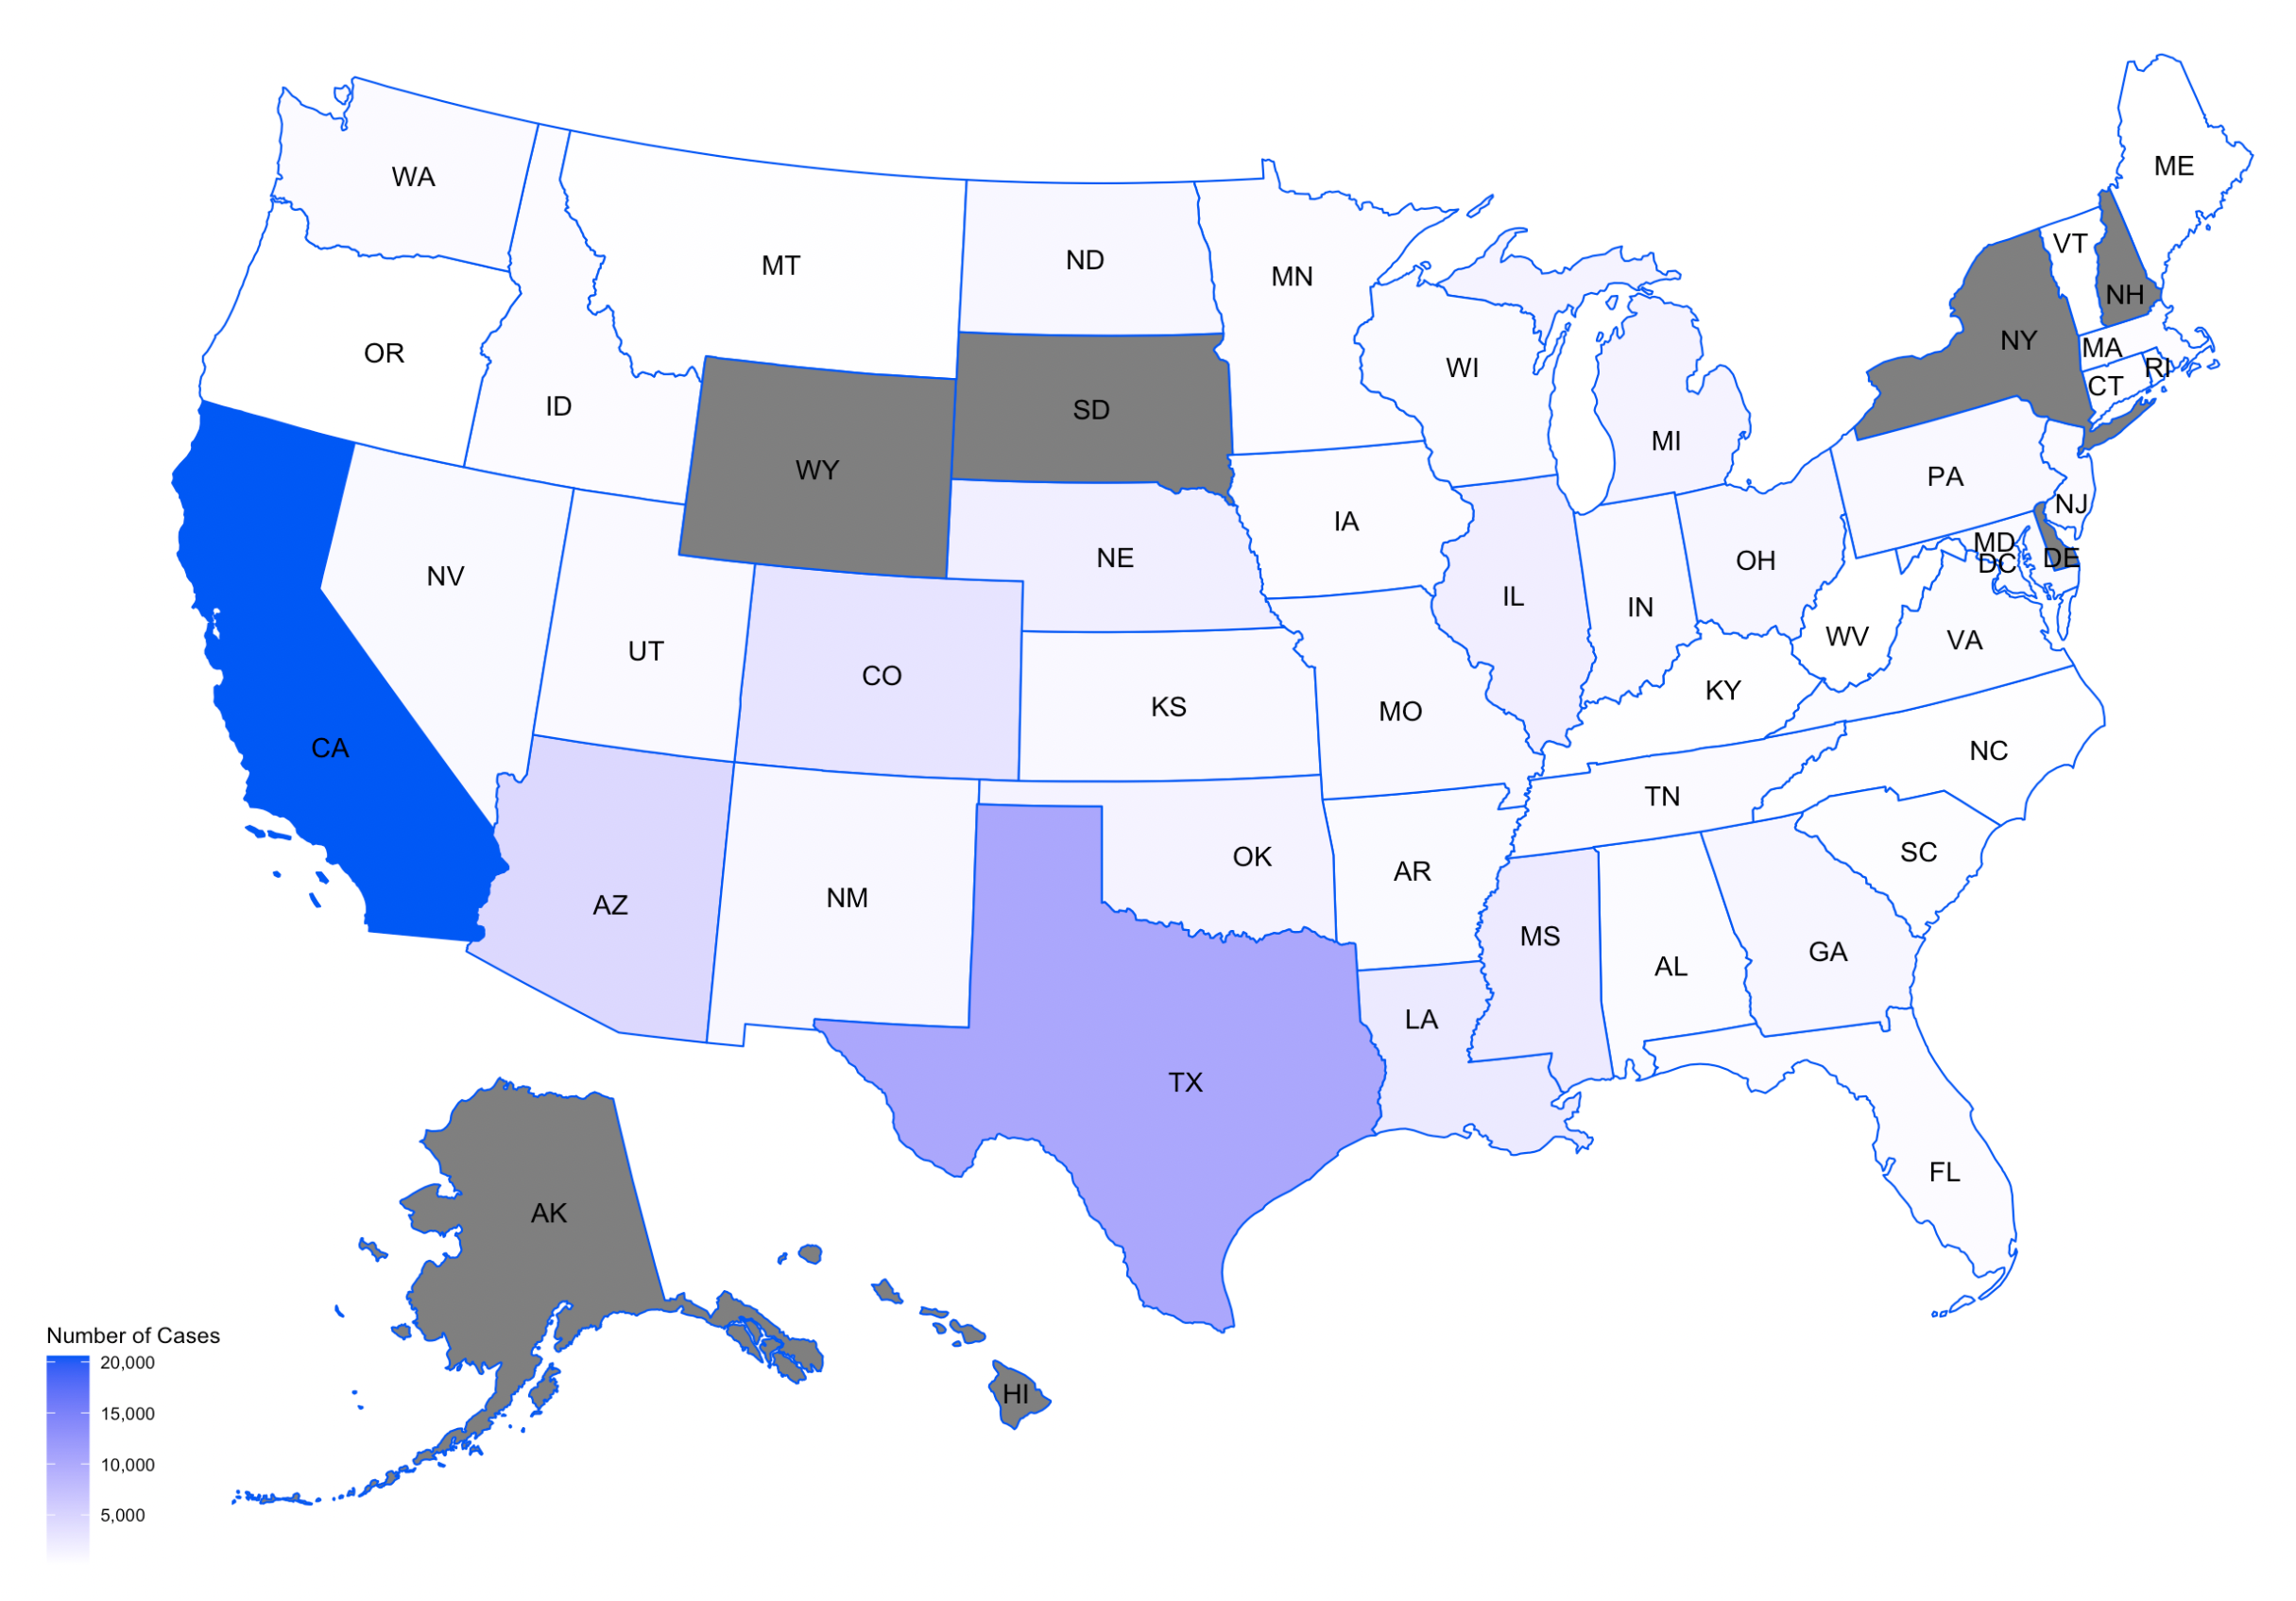 ME
WA
VT
ND
MT
MN
NH
NY
MA
OR
WI
RI
CT
ID
SD
MI
WY
PA
NJ
IA
MD
NE
DE
OH
DC
NV
IL
IN
WV
VA
UT
CO
KY
KS
MO
CA
NC
TN
SC
OK
AR
NM
AZ
MS
GA
AL
LA
TX
FL
AK
HI
Number of Cases
20,000
15,000
10,000
5,000